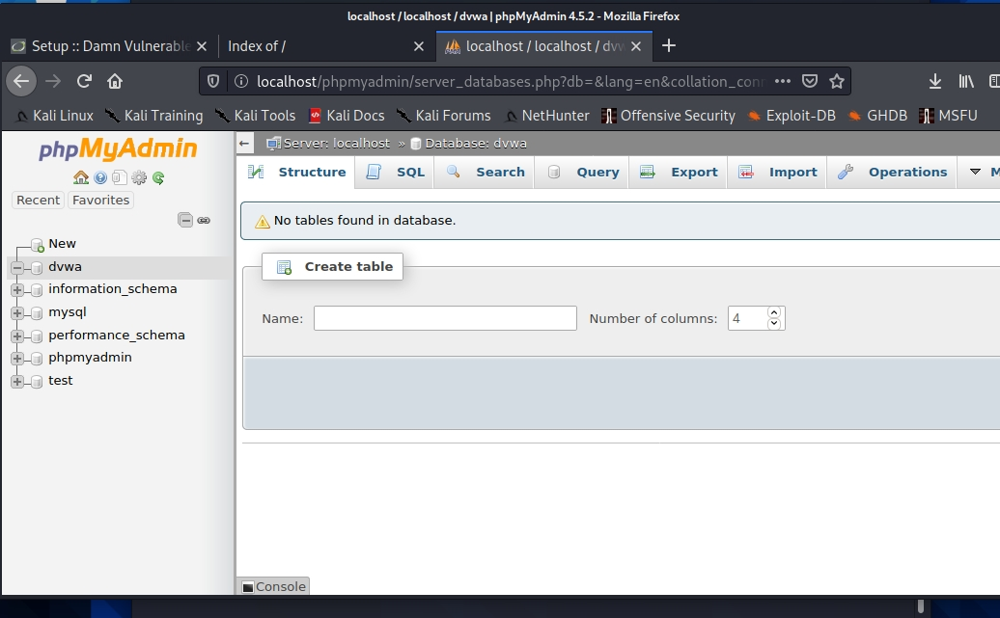 localhost / localhost / dvwa | phpMyAdmin 4.5.2 - Mozilla Firefox
Setup :: Damn Vulnerable
Index of /
localhost / localhost / dvw
localhost/phpmyadmin/server_databases.php?db=&lang=en&collation_con
Kali Linux
Kali Training
Kali Tools
Kali Docs
Kali Forums
NetHunter
Offensive Security
Exploit-DB
GHDB
MSFU
phpMyAdmin
Server: localhost » Database: dvwa
Structure
SQL
Search
Query
Export
Import
Operations
M
Recent
Favorites
No tables found in database.
New
dvwa
information_schema
mysql
performance_schema
phpmyadmin
test
Create table
Name:
Number of columns: 4
Console